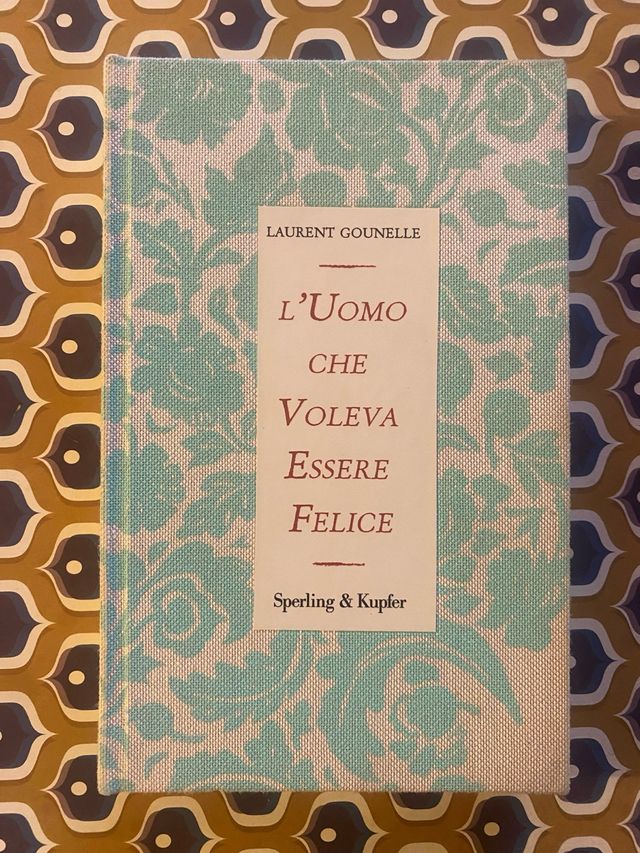 LAURENT GOUNELLE
L'UOMO
CHE
VOLEVA
ESSERE
FELICE
Sperling & Kupfer